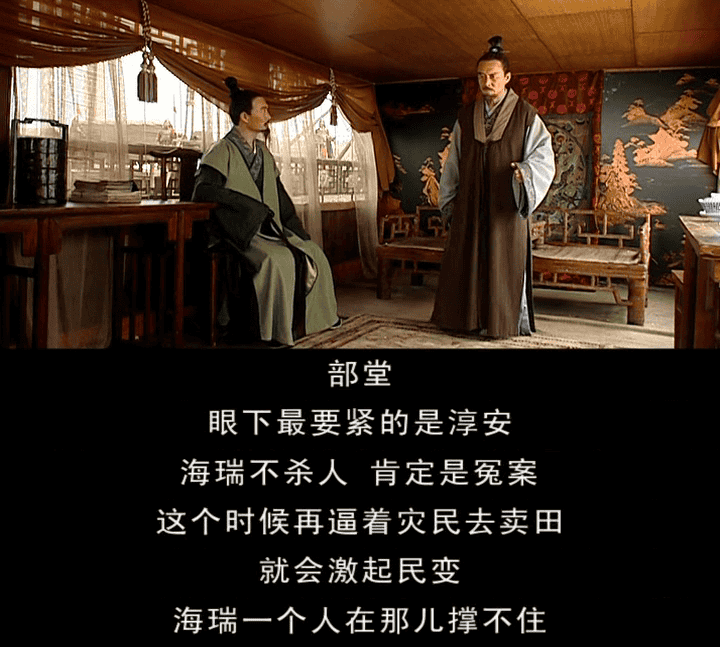 部堂
眼下最要紧的是淳安
海瑞不杀人 肯定是冤案
这个时候再逼着灾民去卖田
就会激起民变
海瑞一个人在那儿撑不住